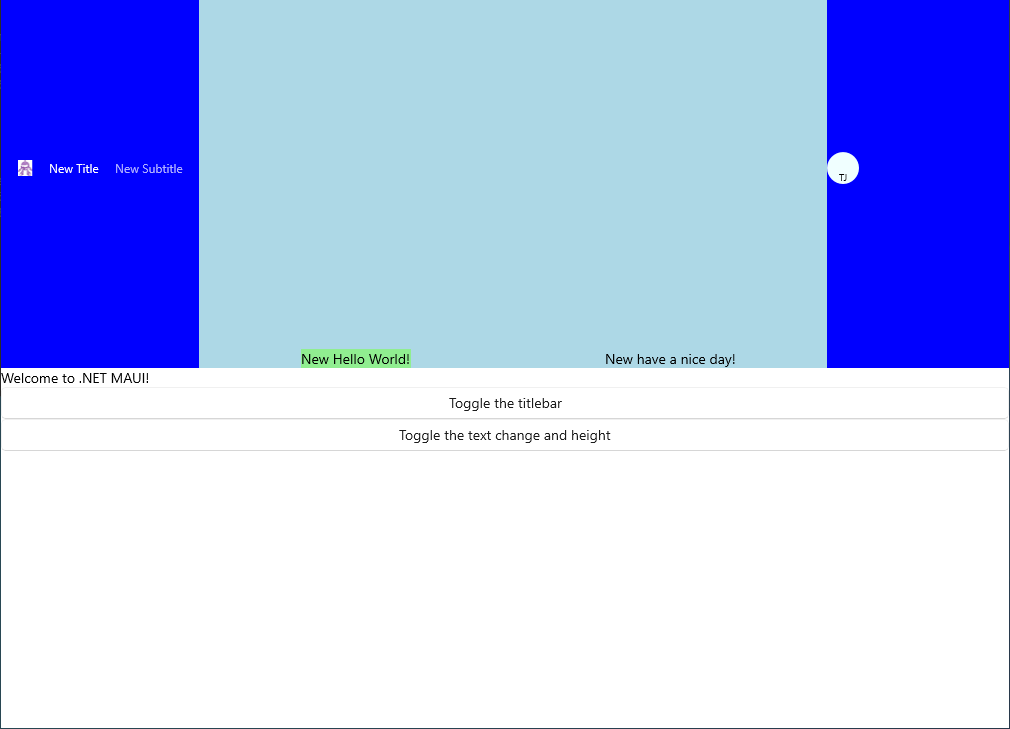 New Title New Subtitle
TJ
New Hello World! New have a nice day!
Welcome to .NET MAUI!
Toggle the titlebar
Toggle the text change and height